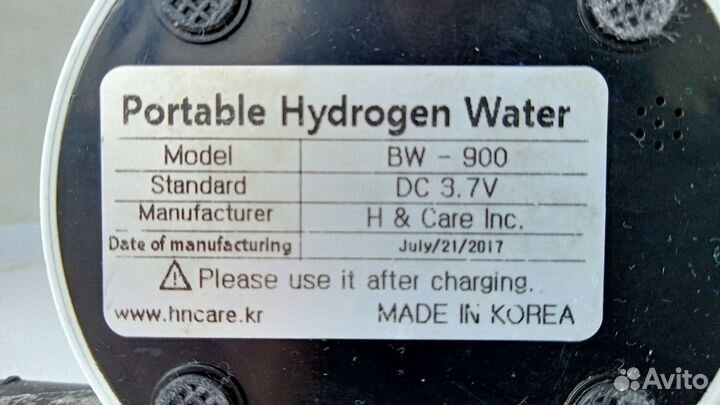 Portable Hydrogen Water
Model BW - 900
Standard DC 3.7V
Manufacturer H & Care Inc.
Date of manufacturing July/21/2017
⚠ Please use it after charging.
www.hncare.kr MADE IN KOREA
Avito